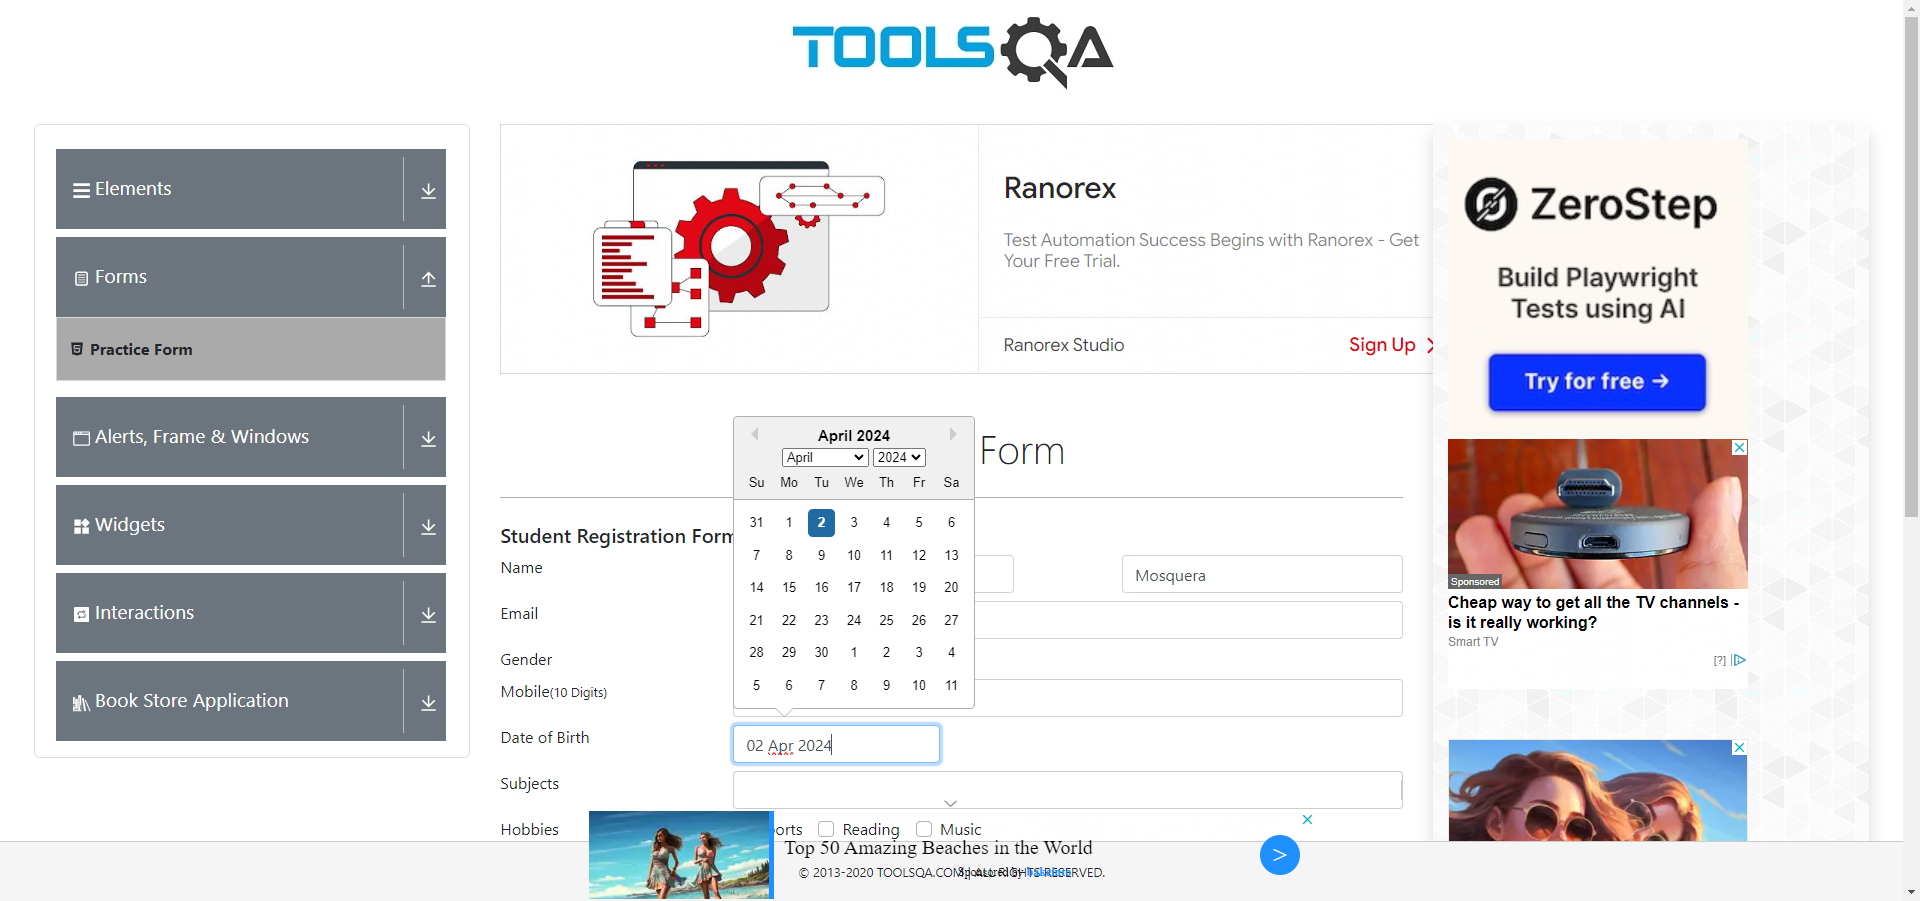 TOOLSQA
Elements
Forms
Practice Form
Alerts, Frame & Windows
Widgets
Interactions
Book Store Application
Ranorex
Test Automation Success Begins with Ranorex - Get
Your Free Trial.
Ranorex Studio
Sign Up
ZeroStep
Build Playwright
Tests using AI
Try for free →
Sponsored
Cheap way to get all the TV channels -
is it really working?
Smart TV
[?]
Form
April 2024
April 2024
Su Mo Tu We Th Fr Sa
31 1 2 3 4 5 6
7 8 9 10 11 12 13
14 15 16 17 18 19 20
21 22 23 24 25 26 27
28 29 30 1 2 3 4
5 6 7 8 9 10 11
Student Registration Form
Name
Mosquera
Email
Gender
Mobile(10 Digits)
Date of Birth
02 Apr 2024
Subjects
Hobbies
orts Reading Music
Top 50 Amazing Beaches in the World
© 2013-2020 TOOLSQA.COM | ALL RIGHTS RESERVED.
Sponsored by